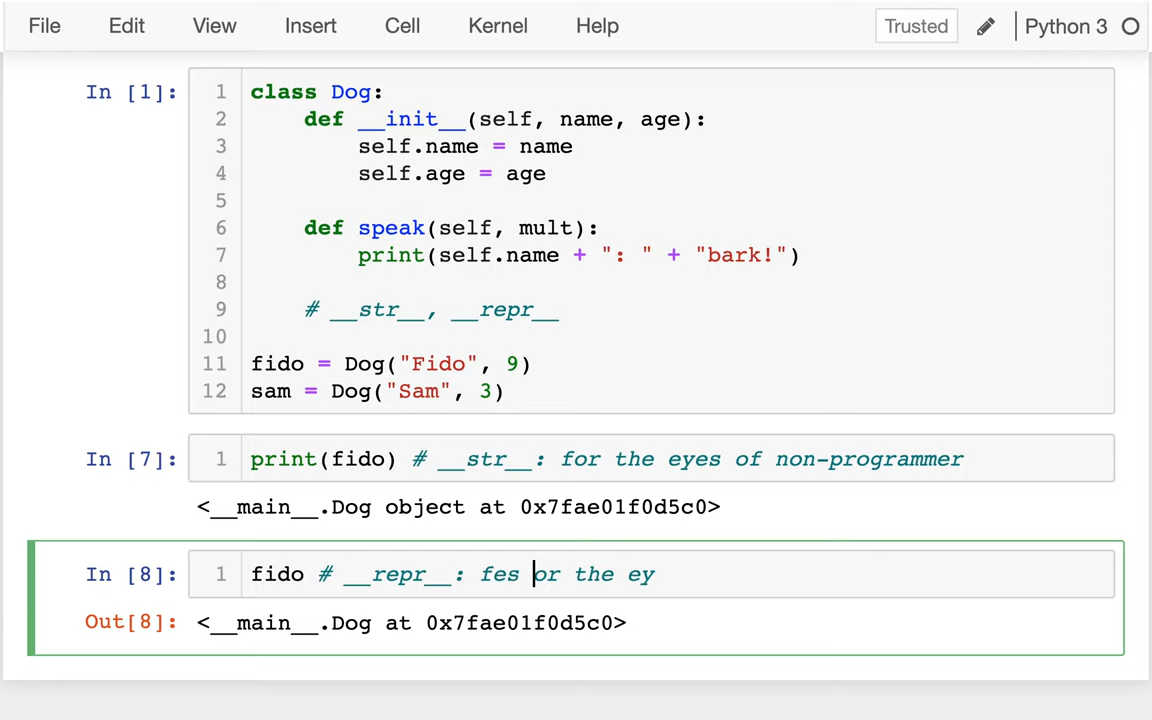 File Edit View Insert Cell Kernel Help Trusted Python 3
In [1]: 1 class Dog:
2 def __init__(self, name, age):
3 self.name = name
4 self.age = age
5
6 def speak(self, mult):
7 print(self.name + ": " + "bark!")
8
9 # __str__, __repr__
10
11 fido = Dog("Fido", 9)
12 sam = Dog("Sam", 3)
In [7]: 1 print(fido) # __str__: for the eyes of non-programmer
<__main__.Dog object at 0x7fae01f0d5c0>
In [8]: 1 fido # __repr__: fes or the ey
Out[8]: <__main__.Dog at 0x7fae01f0d5c0>